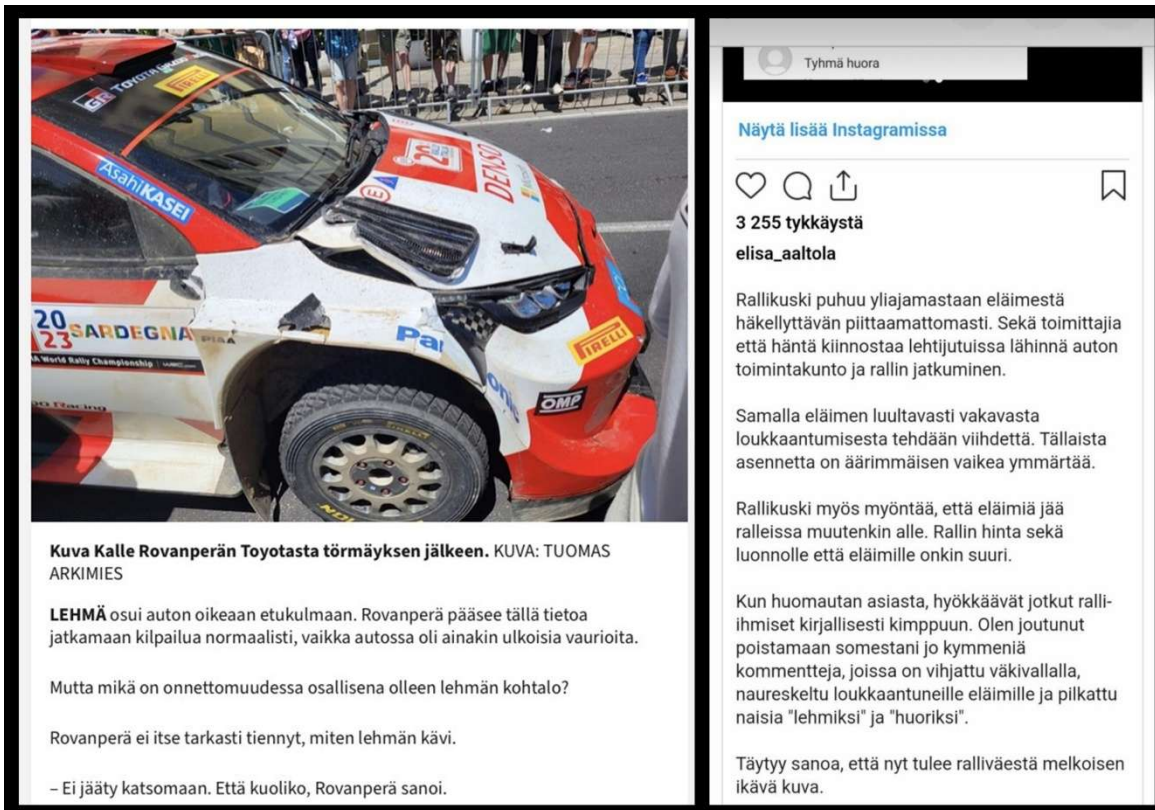 GR
TOYOTA
PIRELLI
AsahiKASEI
20
DENSO
Microsoft
E
20
23
SARDEGNA
PIAA
FIA World Rally Championship
Racing
PIRELLI
OMP
PIRELLI
Kuva Kalle Rovanperän Toyotasta törmäyksen jälkeen. KUVA: TUOMAS
ARKIMIES
LEHMÄ osui auton oikeaan etukulmaan. Rovanperä pääsee tällä tietoa
jatkamaan kilpailua normaalisti, vaikka autossa oli ainakin ulkoisia vaurioita.
Mutta mikä on onnettomuudessa osallisena olleen lehmän kohtalo?
Rovanperä ei itse tarkasti tiennyt, miten lehmän kävi.
– Ei jääty katsomaan. Että kuoliko, Rovanperä sanoi.
Tyhmä huora
Näytä lisää Instagramissa
3 255 tykkäystä
elisa_aaltola
Rallikuski puhuu yliajamastaan eläimestä
häkellyttävän piittaamattomasti. Sekä toimittajia
että häntä kiinnostaa lehtijutuissa lähinnä auton
toimintakunto ja rallin jatkuminen.
Samalla eläimen luultavasti vakavasta
loukkaantumisesta tehdään viihdettä. Tällaista
asennetta on äärimmäisen vaikea ymmärtää.
Rallikuski myös myöntää, että eläimiä jää
ralleissa muutenkin alle. Rallin hinta sekä
luonnolle että eläimille onkin suuri.
Kun huomautan asiasta, hyökkäävät jotkut ralli-
ihmiset kirjallisesti kimppuun. Olen joutunut
poistamaan somestani jo kymmeniä
kommentteja, joissa on vihjattu väkivallalla,
naureskeltu loukkaantuneille eläimille ja pilkattu
naisia "lehmiksi" ja "huoriksi".
Täytyy sanoa, että nyt tulee ralliväestä melkoisen
ikävä kuva.